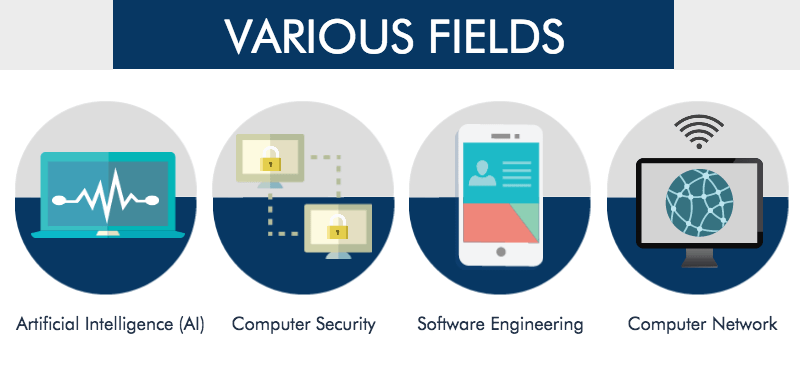 VARIOUS FIELDS
Artificial Intelligence (AI)
Computer Security
Software Engineering
Computer Network